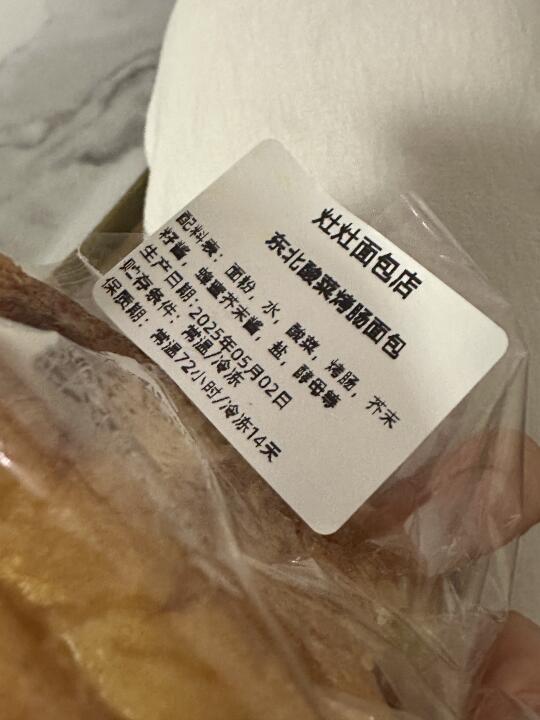 灶灶面包店
东北酸菜烤肠面包
配料表：面粉，水，酸菜，烤肠，芥末
籽酱，蜂蜜芥末酱，盐，酵母等
生产日期：2025年05月02日
贮存条件：常温/冷冻
保质期：常温72小时/冷冻14天